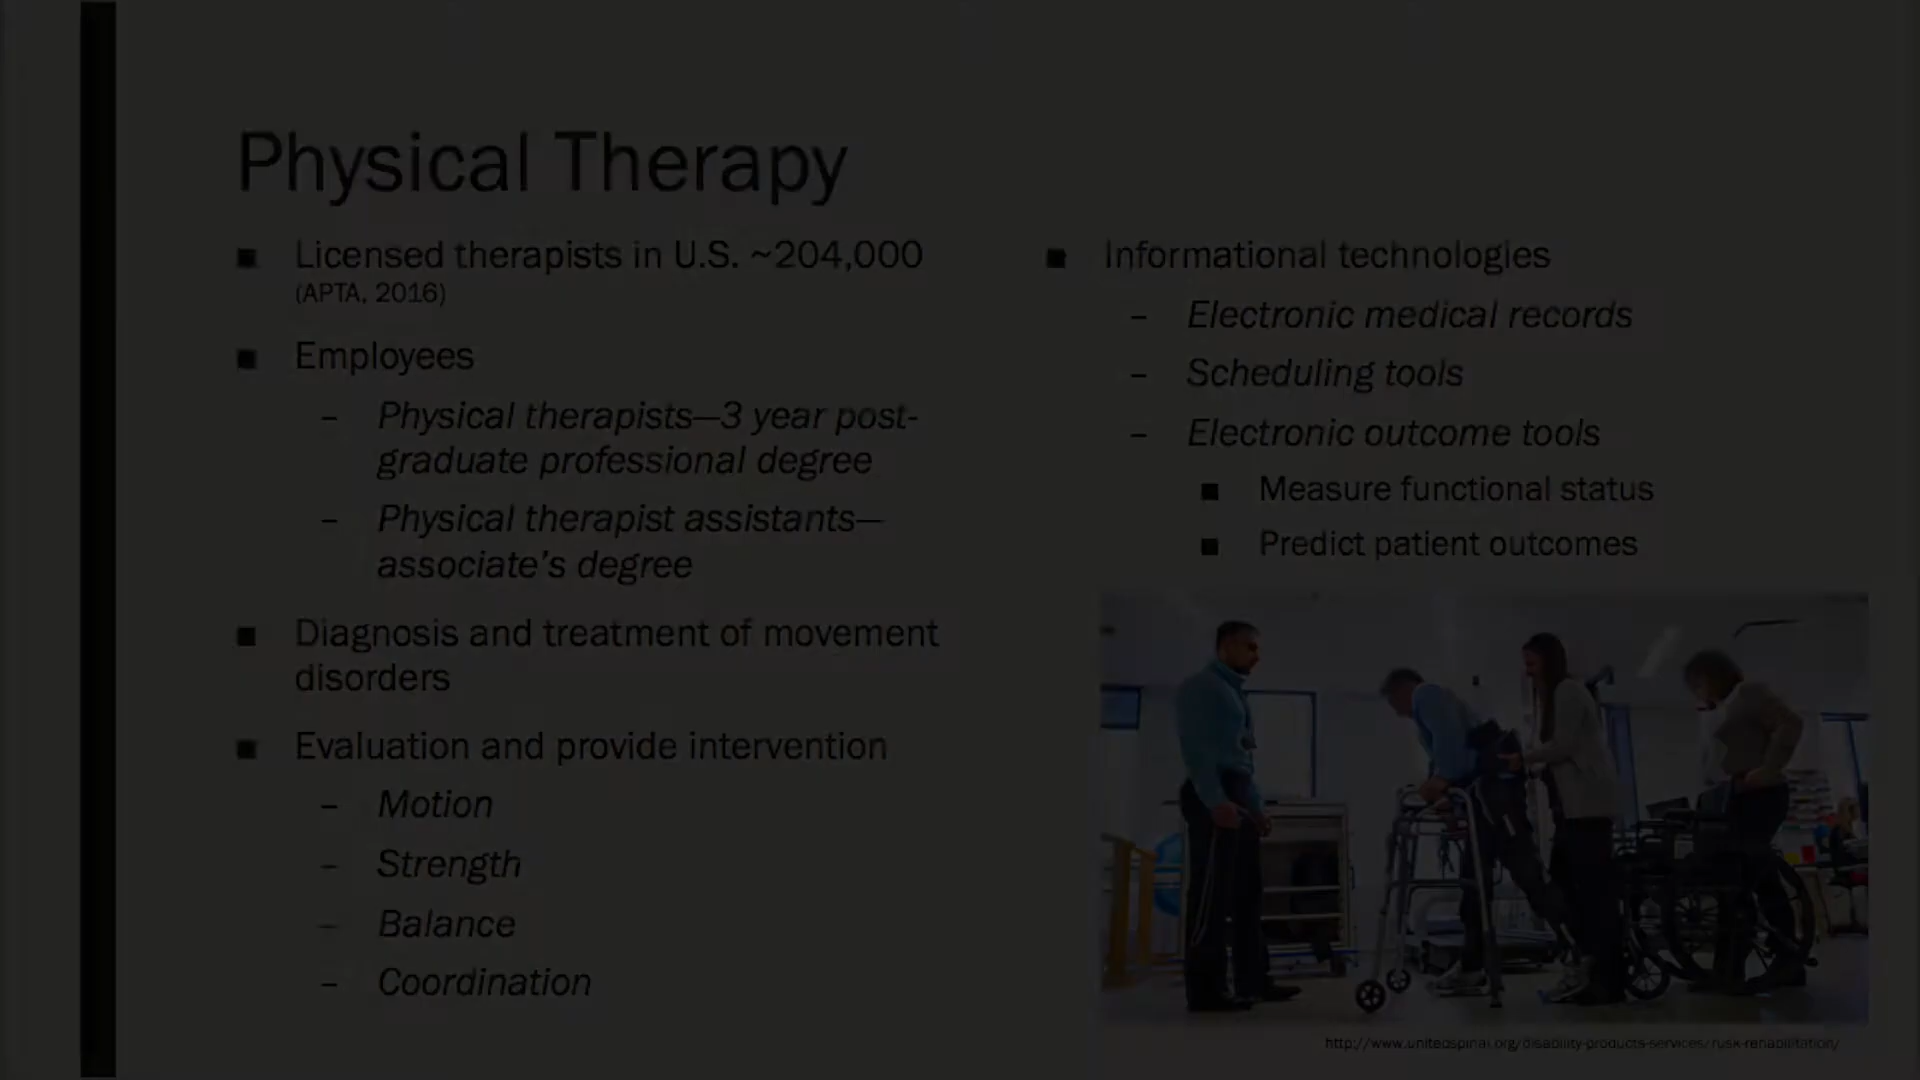 Physical Therapy
■ Licensed therapists in U.S. ~204,000
(APTA, 2016)
■ Employees
– Physical therapists—3 year post-
graduate professional degree
– Physical therapist assistants—
associate's degree
■ Diagnosis and treatment of movement
disorders
■ Evaluation and provide intervention
– Motion
– Strength
– Balance
– Coordination
■ Informational technologies
– Electronic medical records
– Scheduling tools
– Electronic outcome tools
■ Measure functional status
■ Predict patient outcomes
http://www.unitedspinal.org/disability-products-services/rusk-rehabilitation/